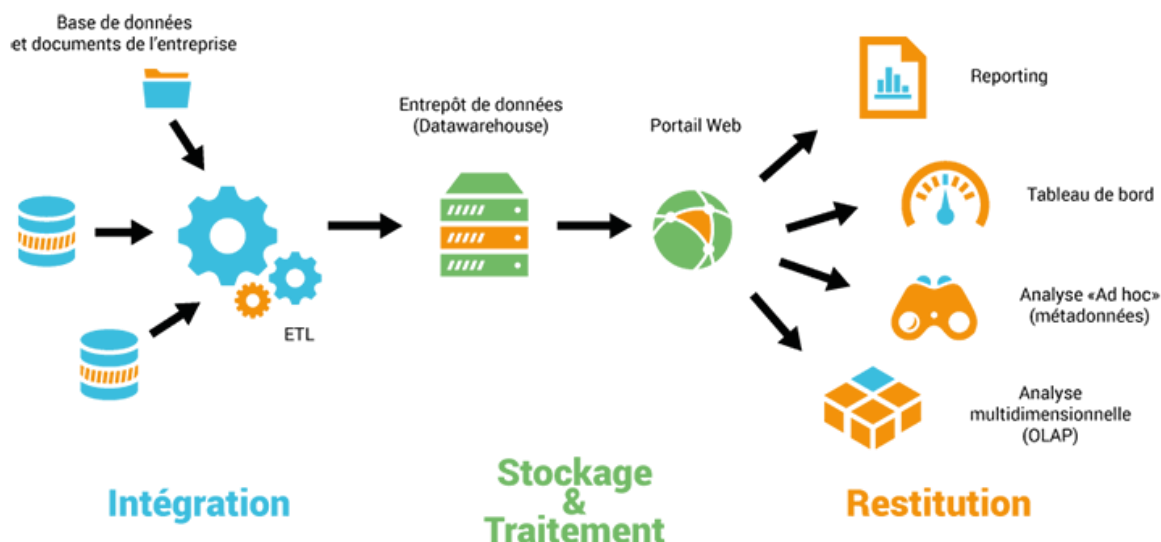 Base de données
et documents de l'entreprise
ETL
Entrepôt de données
(Datawarehouse)
Portail Web
Reporting
Tableau de bord
Analyse «Ad hoc»
(métadonnées)
Analyse
multidimensionnelle
(OLAP)
Intégration
Stockage
&
Traitement
Restitution